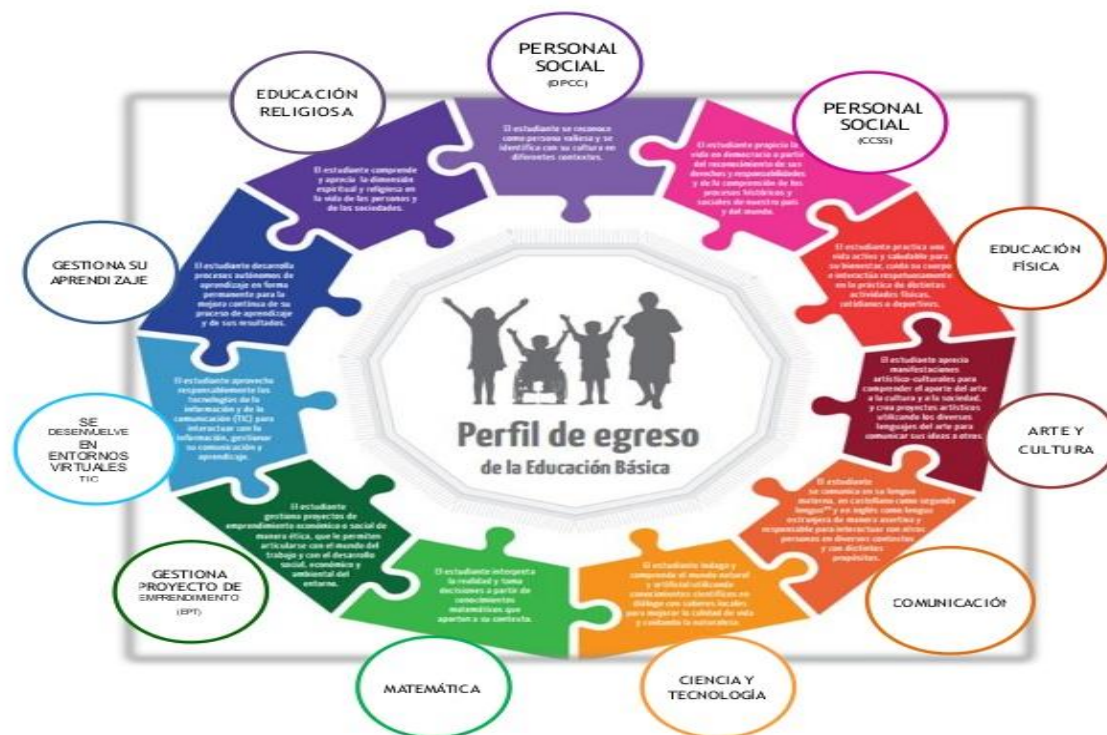 PERSONAL
SOCIAL
(DPCC)
El estudiante se reconoce
como persona valiosa y se
identifica con su cultura en
diferentes contextos.
PERSONAL
SOCIAL
(CCSS)
El estudiante propicia la
vida en democracia a partir
del reconocimiento de sus
derechos y responsabilidades
y de la comprensión de los
procesos históricos y
sociales de nuestro país
y del mundo.
EDUCACIÓN
FÍSICA
El estudiante practica una
vida activa y saludable para
su bienestar, cuida su cuerpo
e interactúa respetuosamente
en la práctica de distintas
actividades físicas,
cotidianas o deportivas.
ARTE Y
CULTURA
El estudiante aprecia
manifestaciones
artístico-culturales para
comprender el aporte del arte
a la cultura y a la sociedad,
y crea proyectos artísticos
utilizando los diversos
lenguajes del arte para
comunicar sus ideas a otros.
COMUNICACIÓN
El estudiante
se comunica en su lengua
materna, en castellano como segunda
lengua y en inglés como lengua
extranjera de manera asertiva y
responsable para interactuar con otras
personas en diversos contextos
y con distintos
propósitos.
CIENCIA Y
TECNOLOGÍA
El estudiante indaga y
comprende el mundo natural
y artificial utilizando
conocimientos científicos en
diálogo con saberes locales
para mejorar la calidad de vida
y cuidando la naturaleza.
MATEMÁTICA
El estudiante interpreta
la realidad y toma
decisiones a partir de
conocimientos
matemáticos que
aporten a su contexto.
GESTIONA
PROYECTO DE
EMPRENDIMIENTO
(EPT)
El estudiante
gestiona proyectos de
emprendimiento económico o social de
manera ética, que le permiten
articularse con el mundo del
trabajo y con el desarrollo
social, económico y
ambiental del
entorno.
SE
DESENVUELVE
EN
ENTORNOS
VIRTUALES
TIC
El estudiante aprovecha
responsablemente las
tecnologías de la
información y de la
comunicación (TIC) para
interactuar con la
información, gestionar
su comunicación y
aprendizaje.
GESTIONA SU
APRENDIZAJE
El estudiante desarrolla
procesos autónomos de
aprendizaje en forma
permanente para la
mejora continua de su
proceso de aprendizaje
y de sus resultados.
EDUCACIÓN
RELIGIOSA
El estudiante comprende
y aprecia la dimensión
espiritual y religiosa en
la vida de las personas y
de las sociedades.
Perfil de egreso
de la Educación Básica